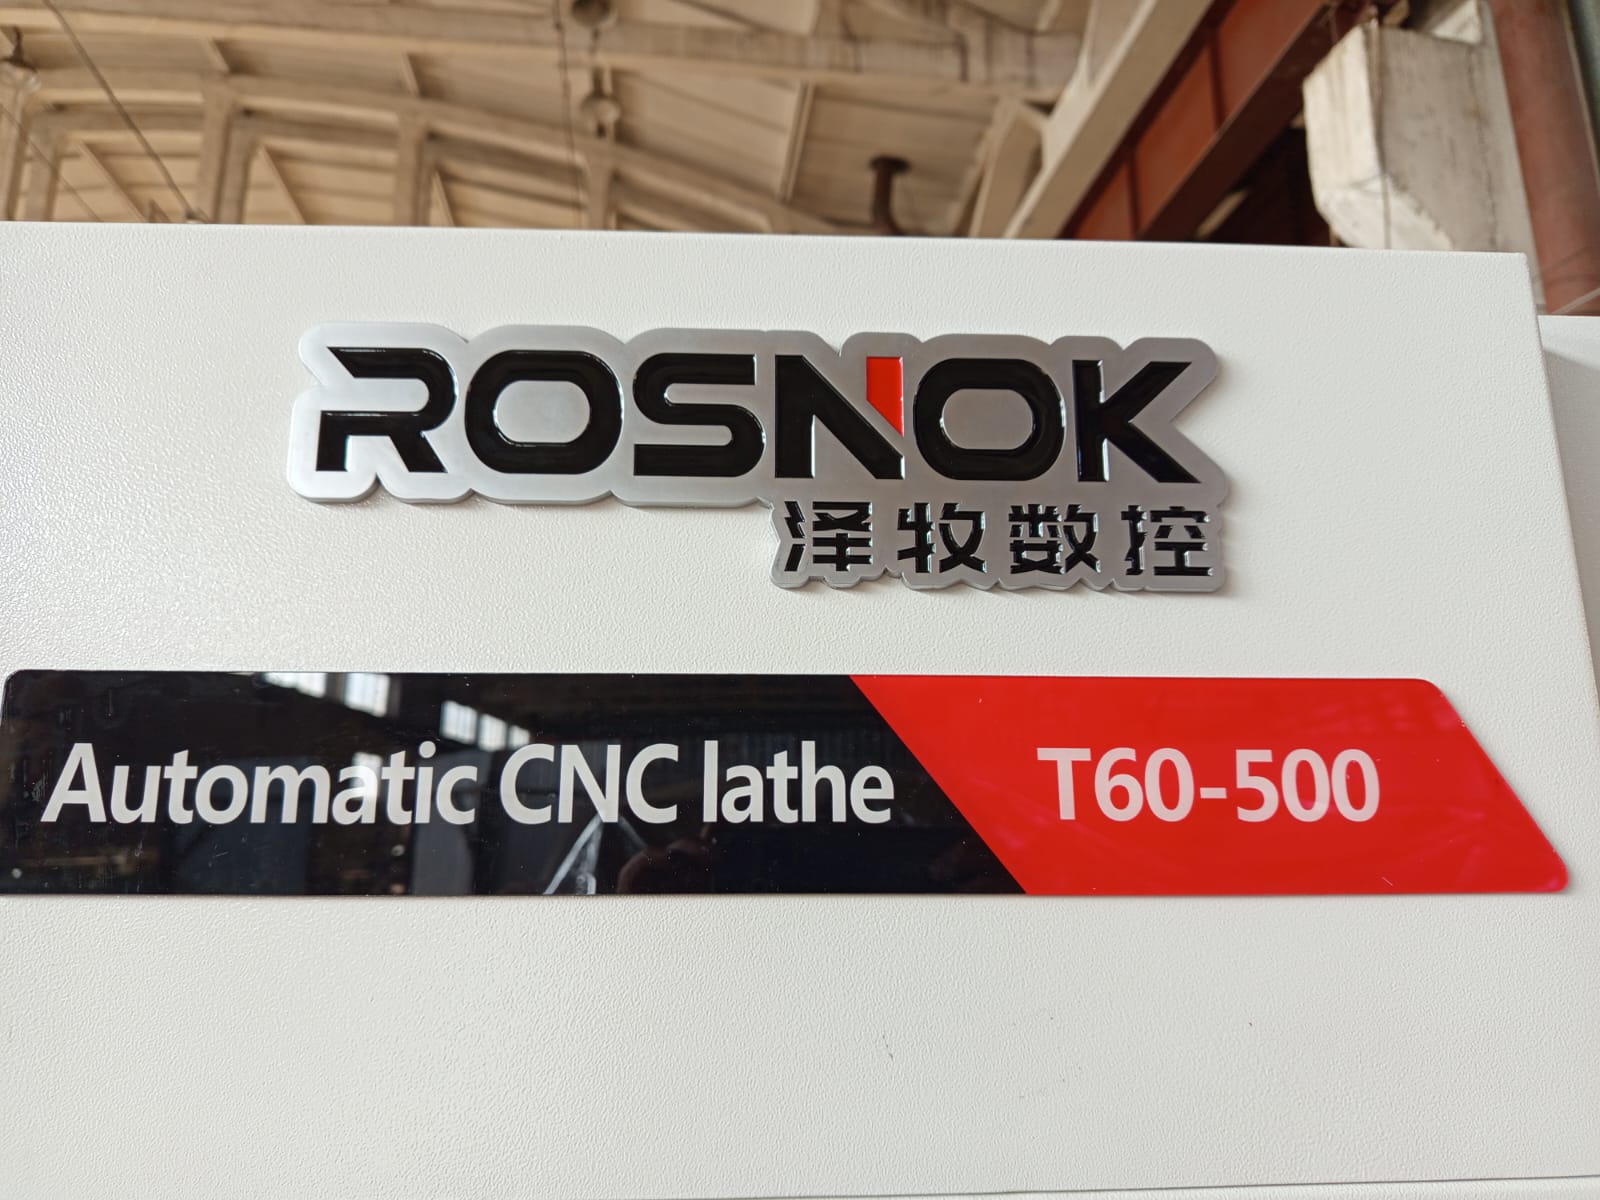 ROSNOK
泽牧数控
Automatic CNC lathe T60-500